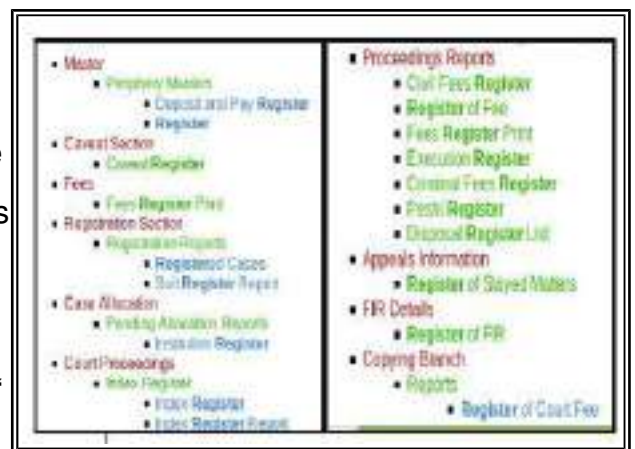 • Master
• Periphery Masters
• Deposit and Pay Register
• Register
• Caveat Section
• Caveat Register
• Fees
• Fees Register Print
• Registration Section
• Registration Reports
• Registered Cases
• Suit Register Report
• Case Allocation
• Pending Allocation Reports
• Institution Register
• Court Proceedings
• Index Register
• Index Register
• Index Register Report
• Proceedings Reports
• Civil Fees Register
• Register of Fee
• Fees Register Print
• Execution Register
• Criminal Fees Register
• Peshi Register
• Disposal Register List
• Appeals Information
• Register of Stayed Matters
• FIR Details
• Register of FIR
• Copying Branch
• Reports
• Register of Court Fee